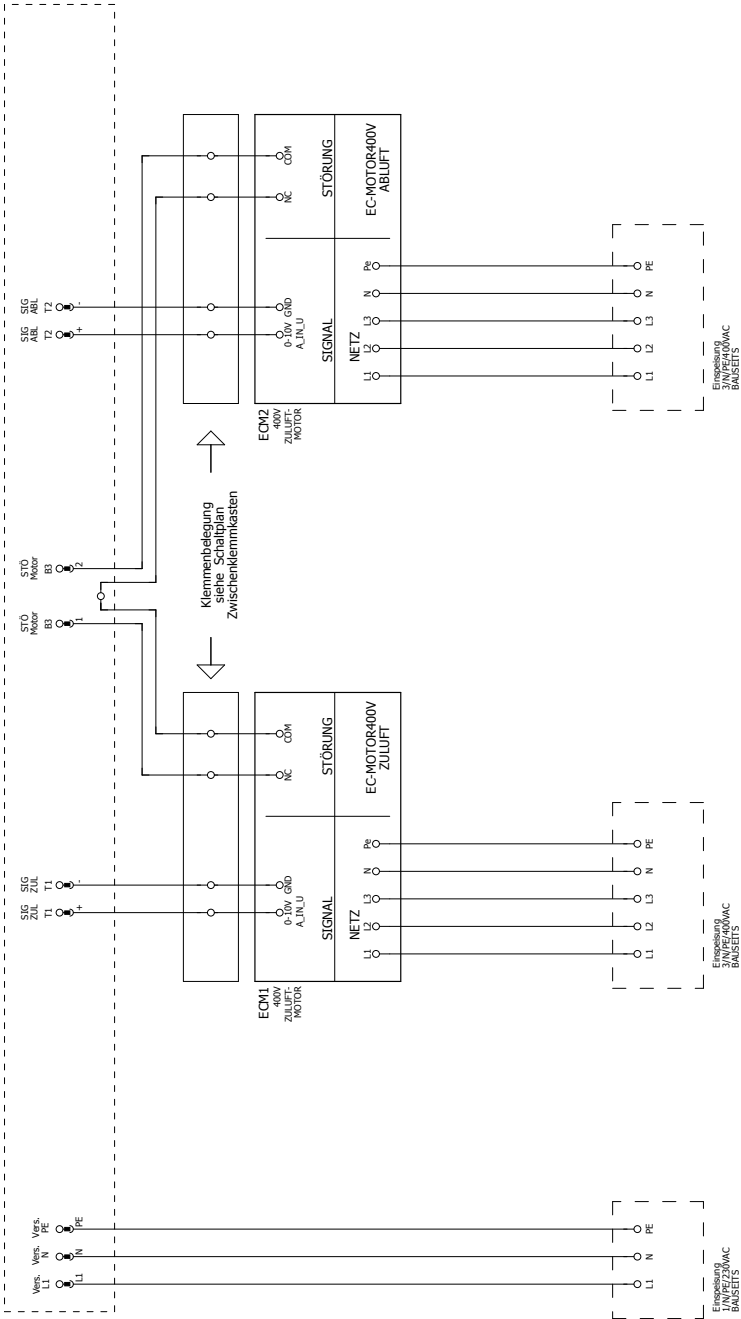 Vers.
L1
L1
Vers.
N
N
Vers.
PE
PE
SIG
ZUL
T1
+
SIG
ZUL
T1
-
STÖ
Motor
B3
1
STÖ
Motor
B3
2
SIG
ABL
T2
+
SIG
ABL
T2
-
Klemmenbelegung
siehe Schaltplan
Zwischenklemmkasten
ECM1
400V
ZULUFT-
MOTOR
0-10V
A_IN_U
GND
NC
COM
SIGNAL
STÖRUNG
NETZ
EC-MOTOR400V
ZULUFT
L1
L2
L3
N
Pe
ECM2
400V
ZULUFT-
MOTOR
0-10V
A_IN_U
GND
NC
COM
SIGNAL
STÖRUNG
NETZ
EC-MOTOR400V
ABLUFT
L1
L2
L3
N
Pe
L1
N
PE
Einspeisung
1/N/PE/230VAC
BAUSEITS
L1
L2
L3
N
PE
Einspeisung
3/N/PE/400VAC
BAUSEITS
L1
L2
L3
N
PE
Einspeisung
3/N/PE/400VAC
BAUSEITS